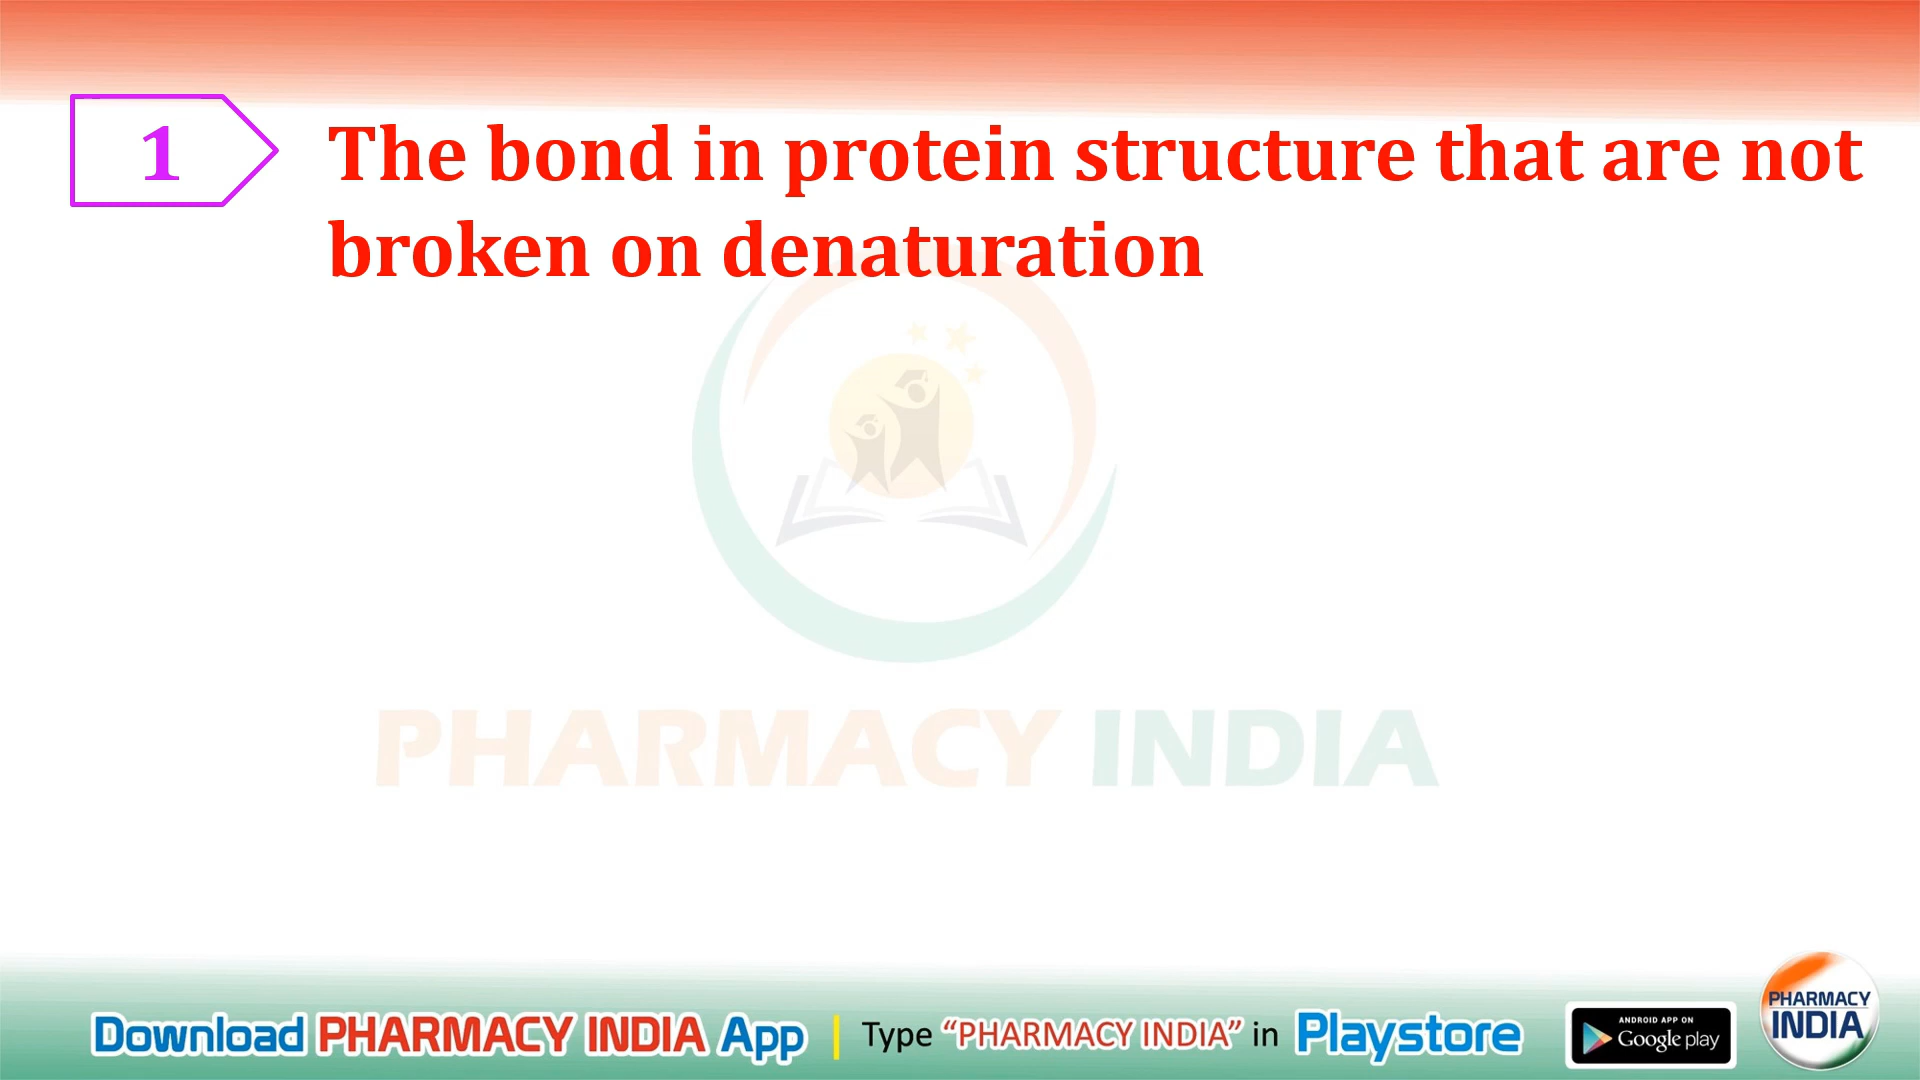 1
The bond in protein structure that are not
broken on denaturation
PHARMACY INDIA
Download PHARMACY INDIA App | Type “PHARMACY INDIA” in Playstore
ANDROID APP ON
Google play
PHARMACY
INDIA